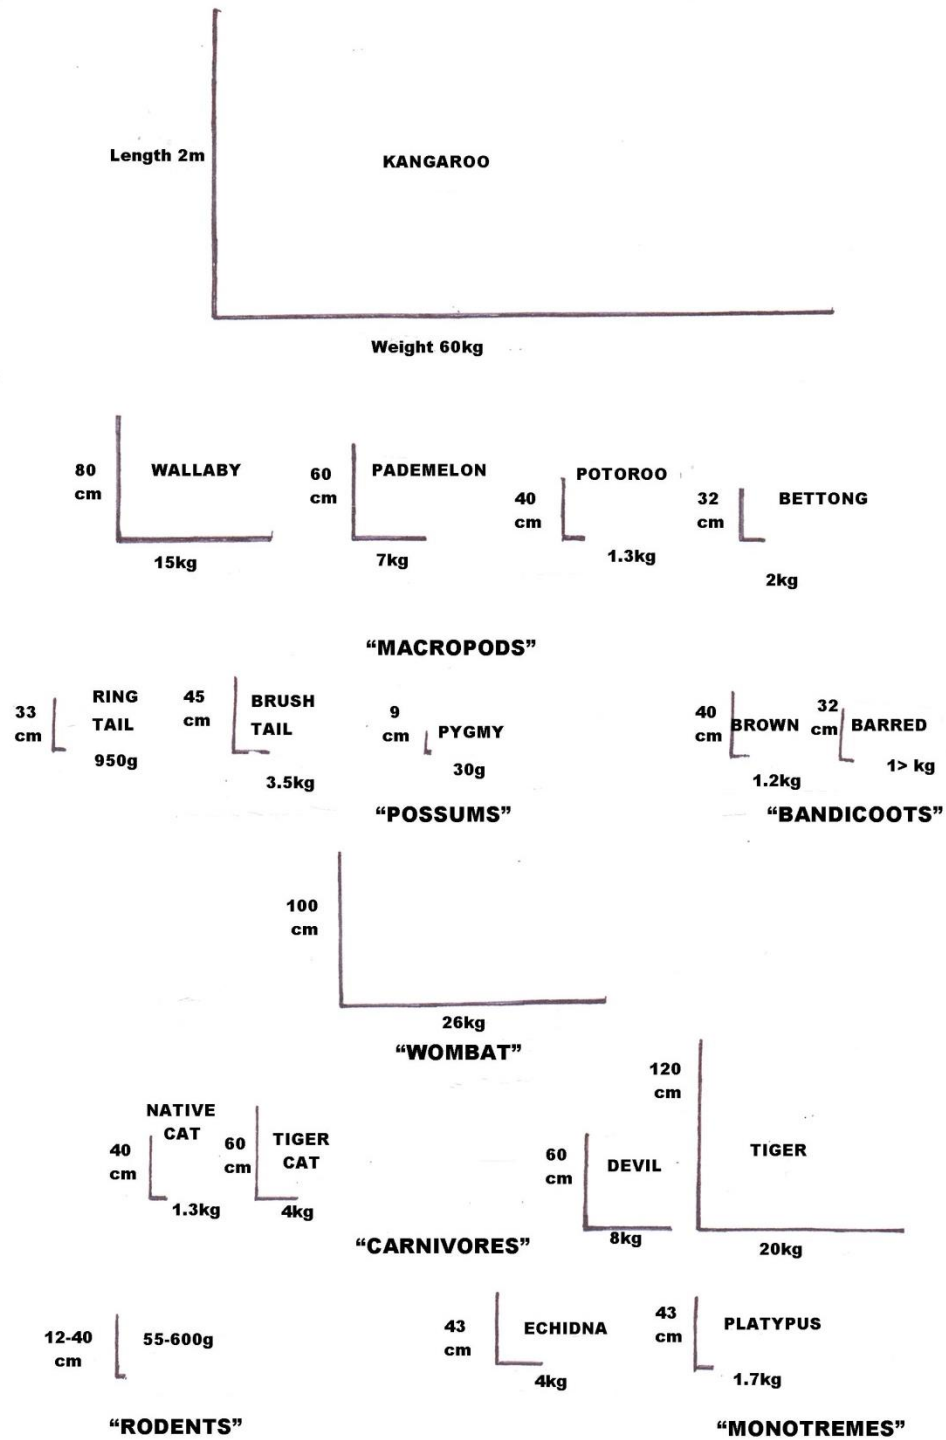 Length 2m
KANGAROO
Weight 60kg
80
cm
WALLABY
15kg
60
cm
PADEMELON
7kg
40
cm
POTOROO
1.3kg
32
cm
BETTONG
2kg
“MACROPODS”
33
cm
RING
TAIL
950g
45
cm
BRUSH
TAIL
3.5kg
9
cm
PYGMY
30g
“POSSUMS”
40
cm
BROWN
1.2kg
32
cm
BARRED
1> kg
“BANDICOOTS”
100
cm
26kg
“WOMBAT”
NATIVE
CAT
40
cm
1.3kg
60
cm
TIGER
CAT
4kg
60
cm
DEVIL
8kg
120
cm
TIGER
20kg
“CARNIVORES”
12-40
cm
55-600g
“RODENTS”
43
cm
ECHIDNA
4kg
43
cm
PLATYPUS
1.7kg
“MONOTREMES”